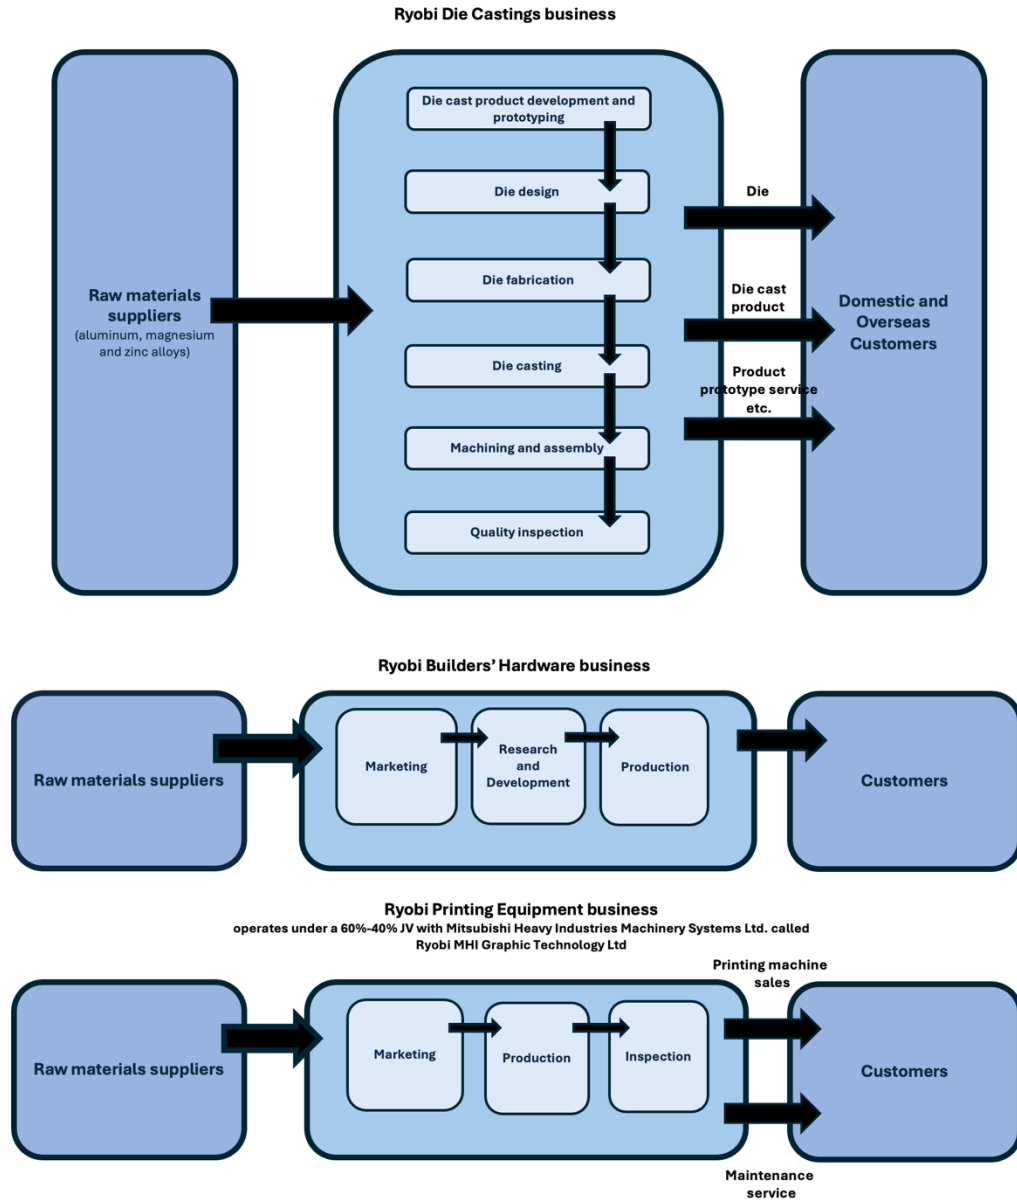 Ryobi Die Castings business
Raw materials
suppliers
(aluminum, magnesium
and zinc alloys)
Die cast product development and
prototyping
Die design
Die fabrication
Die casting
Machining and assembly
Quality inspection
Die
Die cast
product
Product
prototype service
etc.
Domestic and
Overseas
Customers
Ryobi Builders’ Hardware business
Raw materials suppliers
Marketing
Research
and
Development
Production
Customers
Ryobi Printing Equipment business
operates under a 60%-40% JV with Mitsubishi Heavy Industries Machinery Systems Ltd. called
Ryobi MHI Graphic Technology Ltd
Raw materials suppliers
Marketing
Production
Inspection
Printing machine
sales
Maintenance
service
Customers